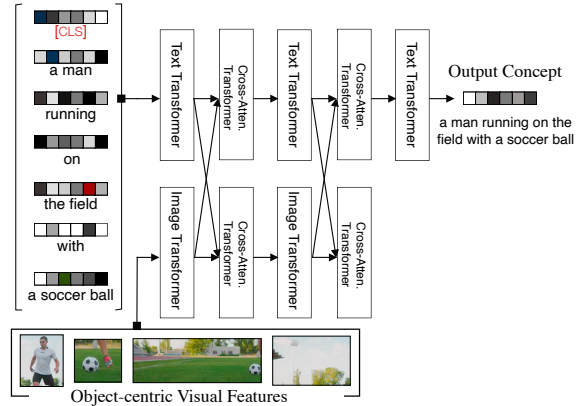 [CLS]
a man
running
on
the field
with
a soccer ball
Text Transformer
Cross-Atten.
Transformer
Text Transformer
Cross-Atten.
Transformer
Text Transformer
Output Concept
a man running on the
field with a soccer ball
Image Transformer
Cross-Atten.
Transformer
Image Transformer
Cross-Atten.
Transformer
Object-centric Visual Features